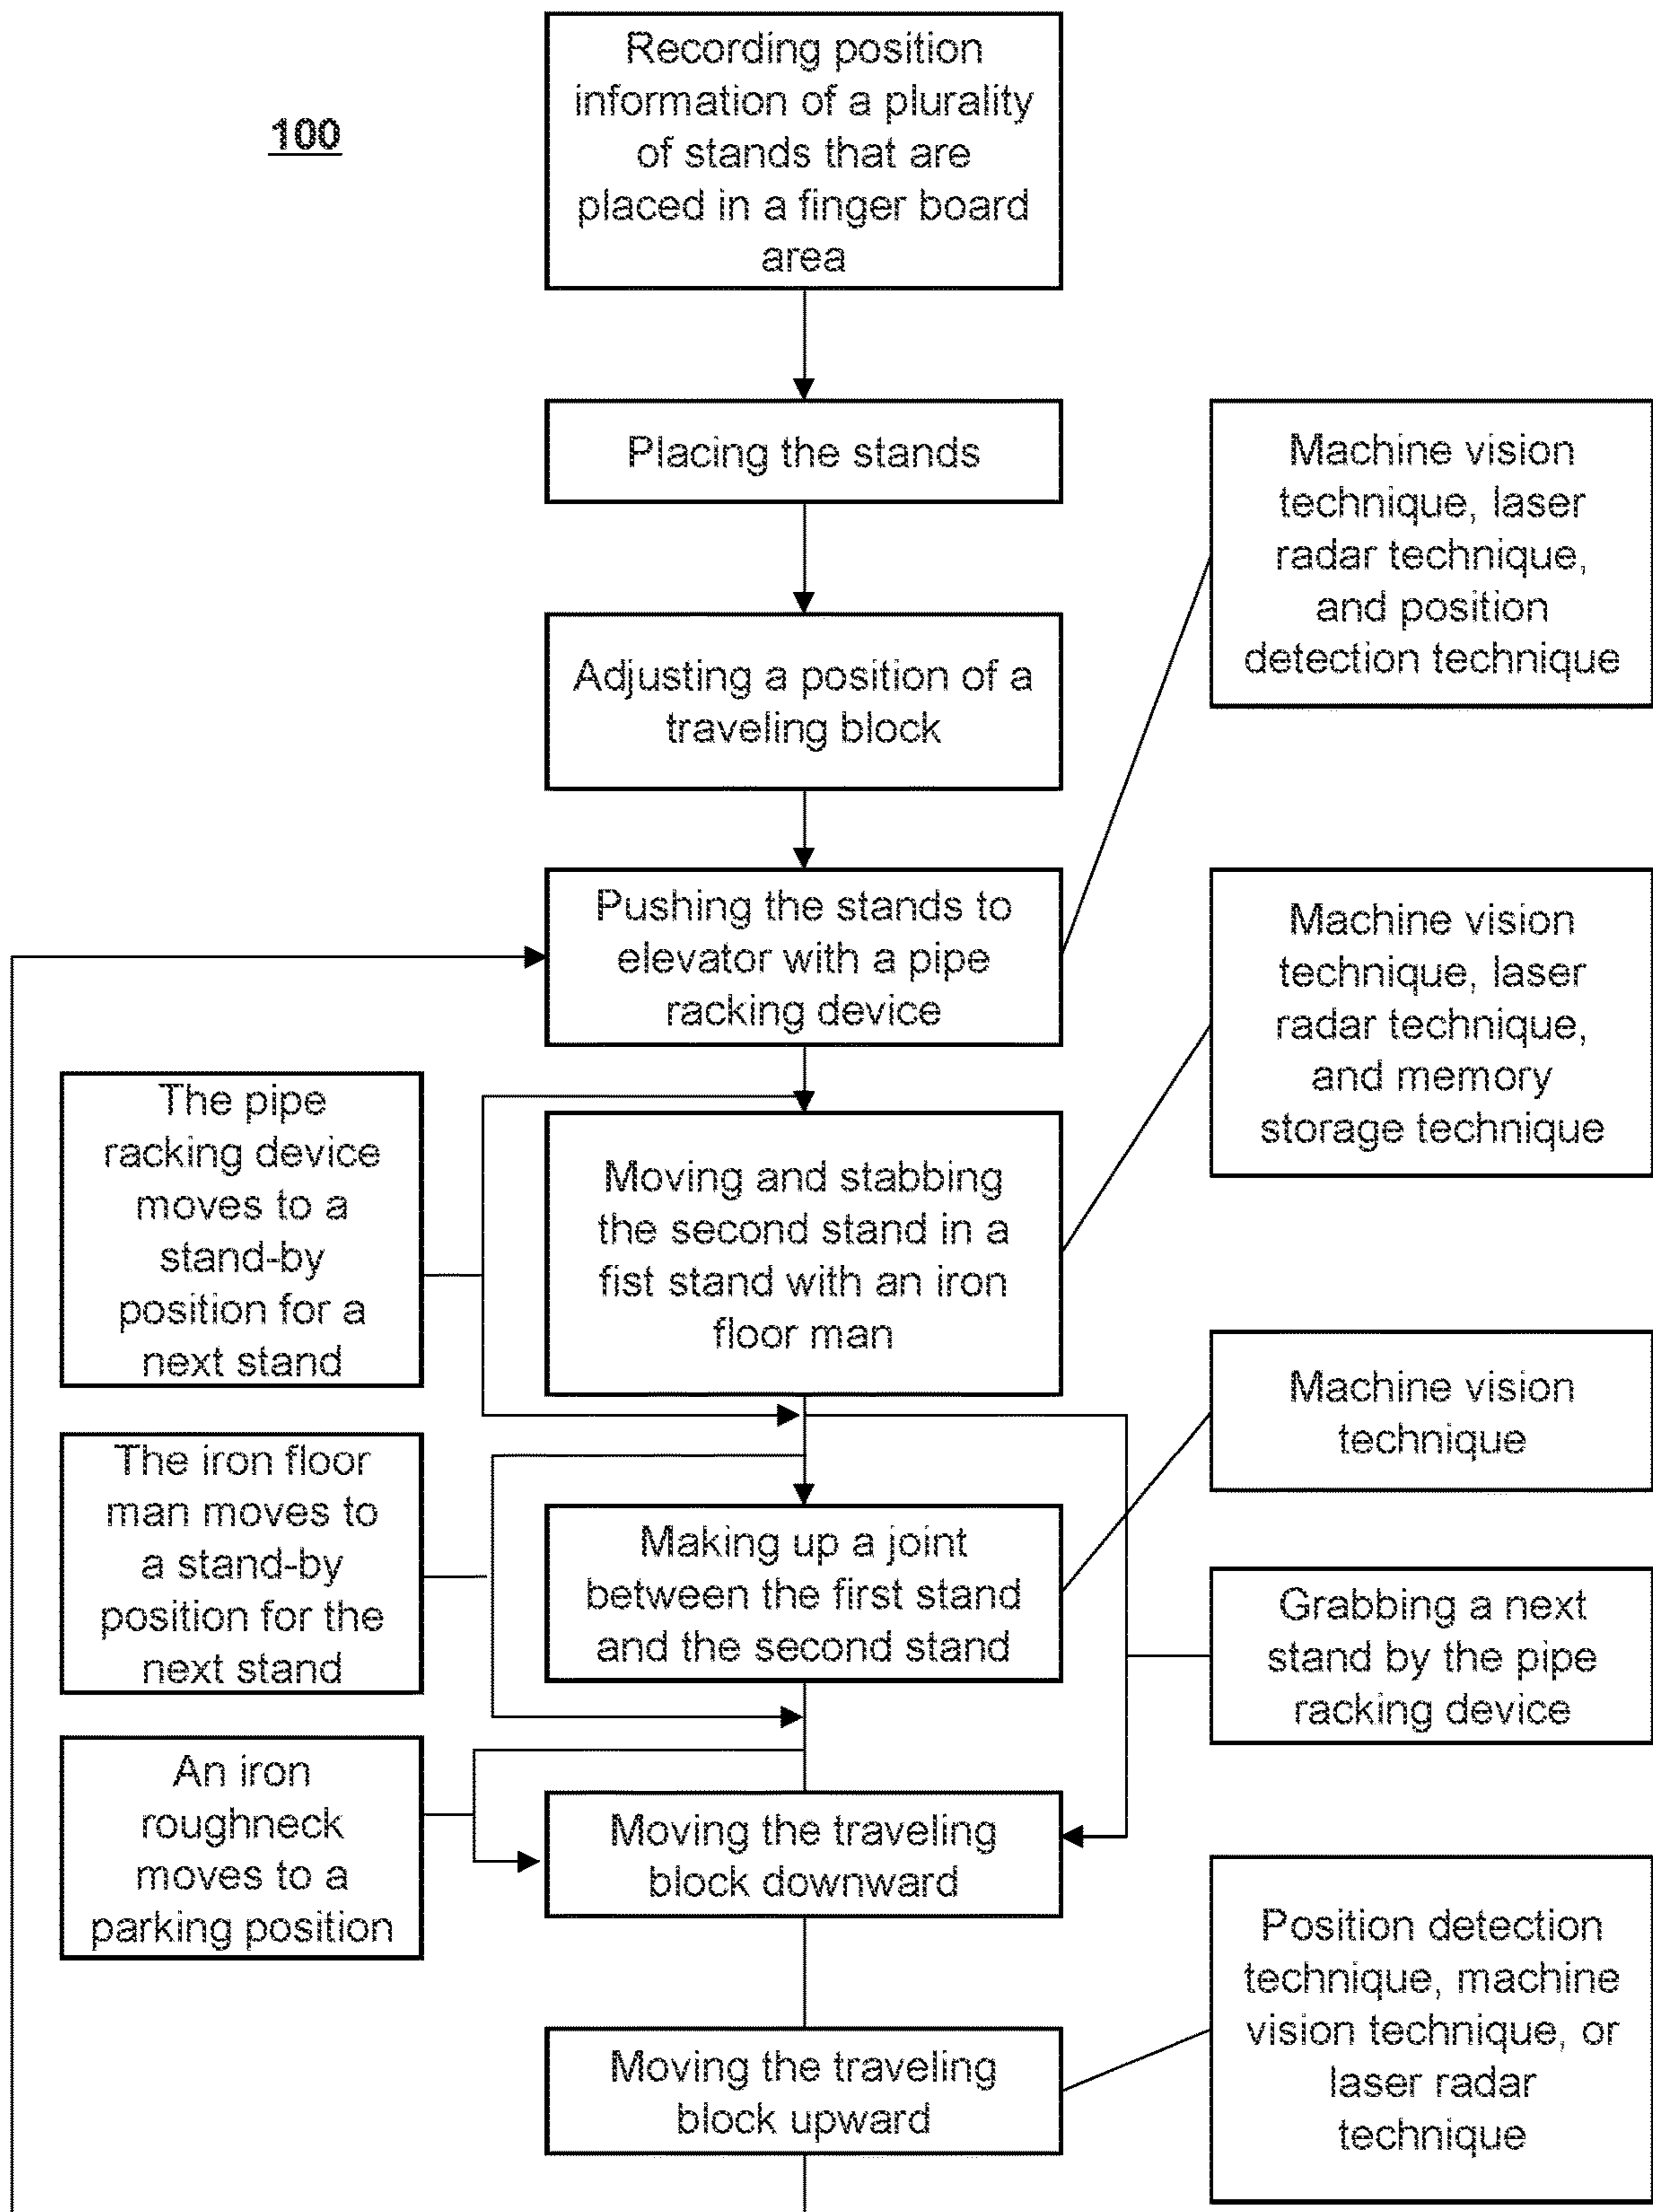 100
Recording position
information of a plurality
of stands that are
placed in a finger board
area
Placing the stands
Adjusting a position of a
traveling block
Machine vision
technique, laser
radar technique,
and position
detection technique
Pushing the stands to
elevator with a pipe
racking device
Machine vision
technique, laser
radar technique,
and memory
storage technique
The pipe
racking device
moves to a
stand-by
position for a
next stand
Moving and stabbing
the second stand in a
fist stand with an iron
floor man
Machine vision
technique
The iron floor
man moves to
a stand-by
position for the
next stand
Making up a joint
between the first stand
and the second stand
Grabbing a next
stand by the pipe
racking device
An iron
roughneck
moves to a
parking position
Moving the traveling
block downward
Position detection
technique, machine
vision technique, or
laser radar
technique
Moving the traveling
block upward